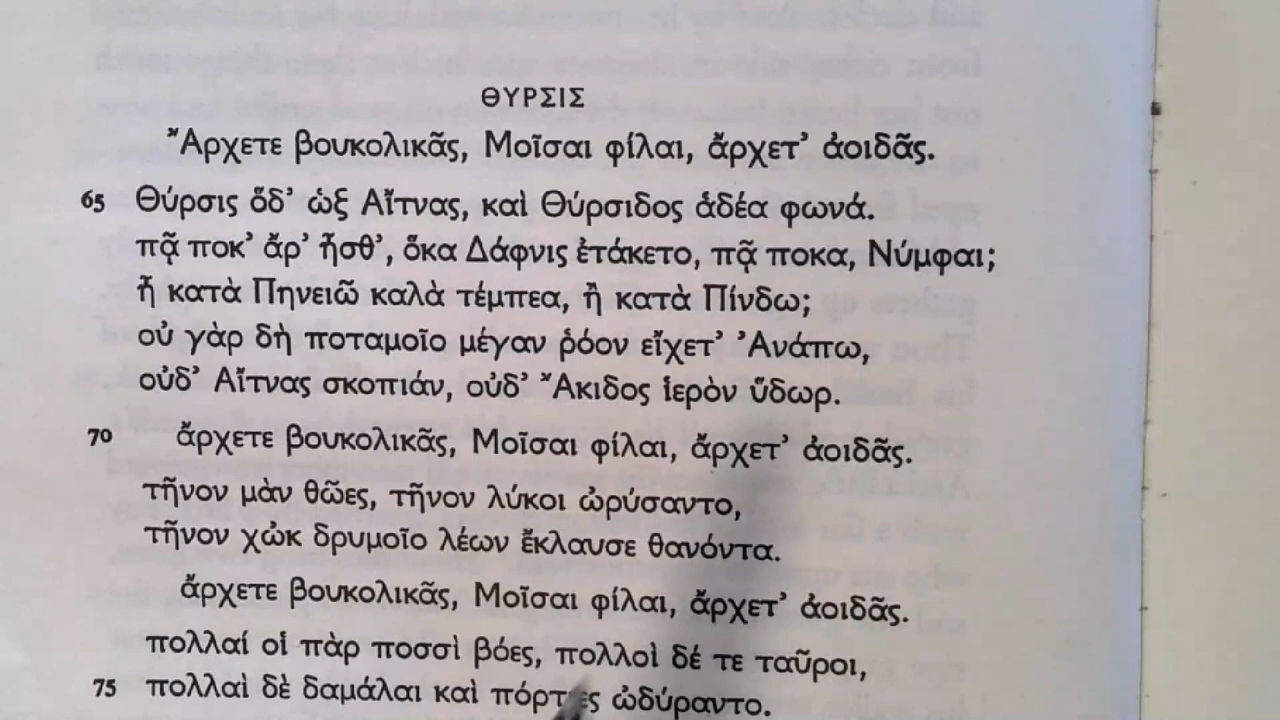 ΘΥΡΣΙΣ
Ἄρχετε βουκολικᾶς, Μοῖσαι φίλαι, ἄρχετ’ ἀοιδᾶς.
65 Θύρσις ὅδ’ ὡξ Αἴτνας, καὶ Θύρσιδος ἁδέα φωνά.
πᾷ ποκ’ ἄρ’ ἦσθ’, ὅκα Δάφνις ἐτάκετο, πᾷ ποκα, Νύμφαι;
ἦ κατὰ Πηνειῶ καλὰ τέμπεα, ἢ κατὰ Πίνδω;
οὐ γὰρ δὴ ποταμοῖο μέγαν ῥόον εἴχετ’ Ἀνάπω,
οὐδ’ Αἴτνας σκοπιάν, οὐδ’ Ἄκιδος ἱερὸν ὕδωρ.
70 ἄρχετε βουκολικᾶς, Μοῖσαι φίλαι, ἄρχετ’ ἀοιδᾶς.
τῆνον μὰν θῶες, τῆνον λύκοι ὠρύσαντο,
τῆνον χὠκ δρυμοῖο λέων ἔκλαυσε θανόντα.
ἄρχετε βουκολικᾶς, Μοῖσαι φίλαι, ἄρχετ’ ἀοιδᾶς.
πολλαί οἱ πὰρ ποσσὶ βόες, πολλοὶ δέ τε ταῦροι,
75 πολλαὶ δὲ δαμάλαι καὶ πόρτιες ὠδύραντο.